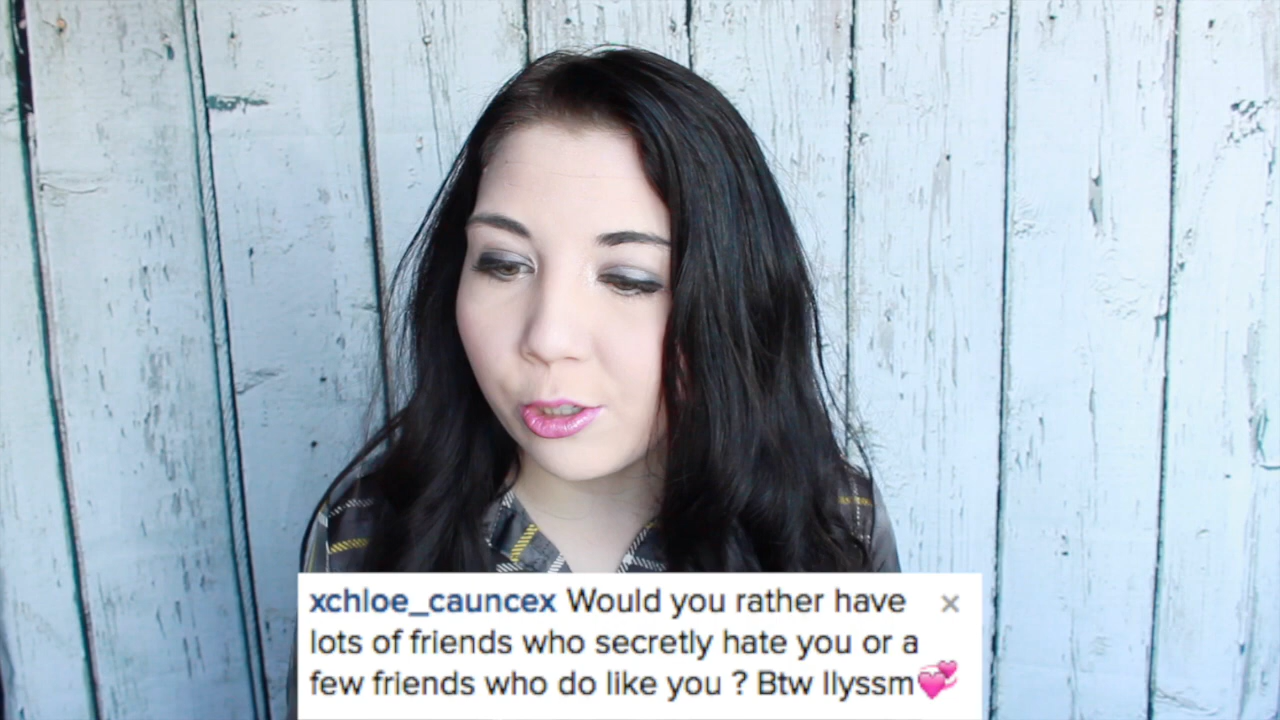 xchloe_cauncex Would you rather have ×
lots of friends who secretly hate you or a
few friends who do like you ? Btw llyssm💞